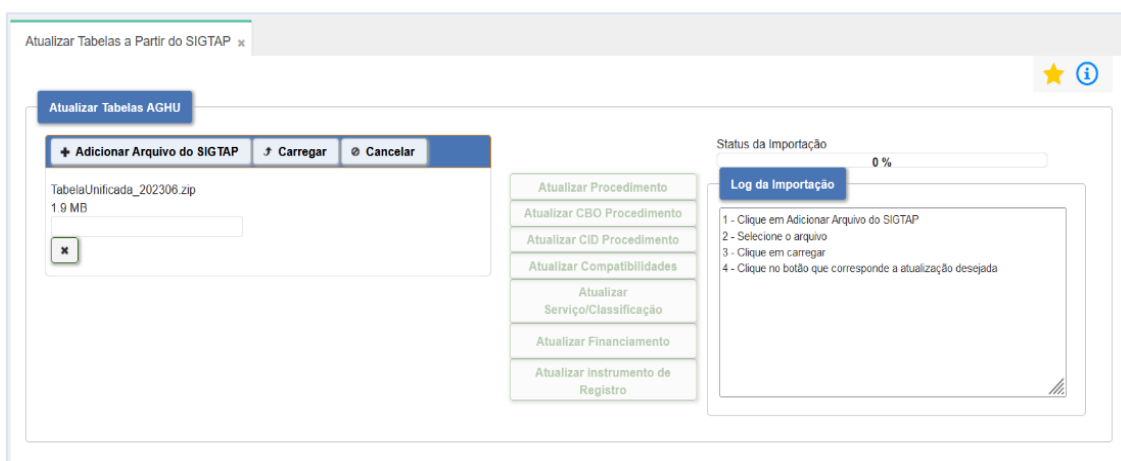 Atualizar Tabelas a Partir do SIGTAP x
Atualizar Tabelas AGHU
+ Adicionar Arquivo do SIGTAP
Carregar
Cancelar
TabelaUnificada_202306.zip
1.9 MB
Atualizar Procedimento
Atualizar CBO Procedimento
Atualizar CID Procedimento
Atualizar Compatibilidades
Atualizar
Serviço/Classificação
Atualizar Financiamento
Atualizar instrumento de
Registro
Status da Importação
0 %
Log da Importação
1 - Clique em Adicionar Arquivo do SIGTAP
2 - Selecione o arquivo
3 - Clique em carregar
4 - Clique no botão que corresponde a atualização desejada